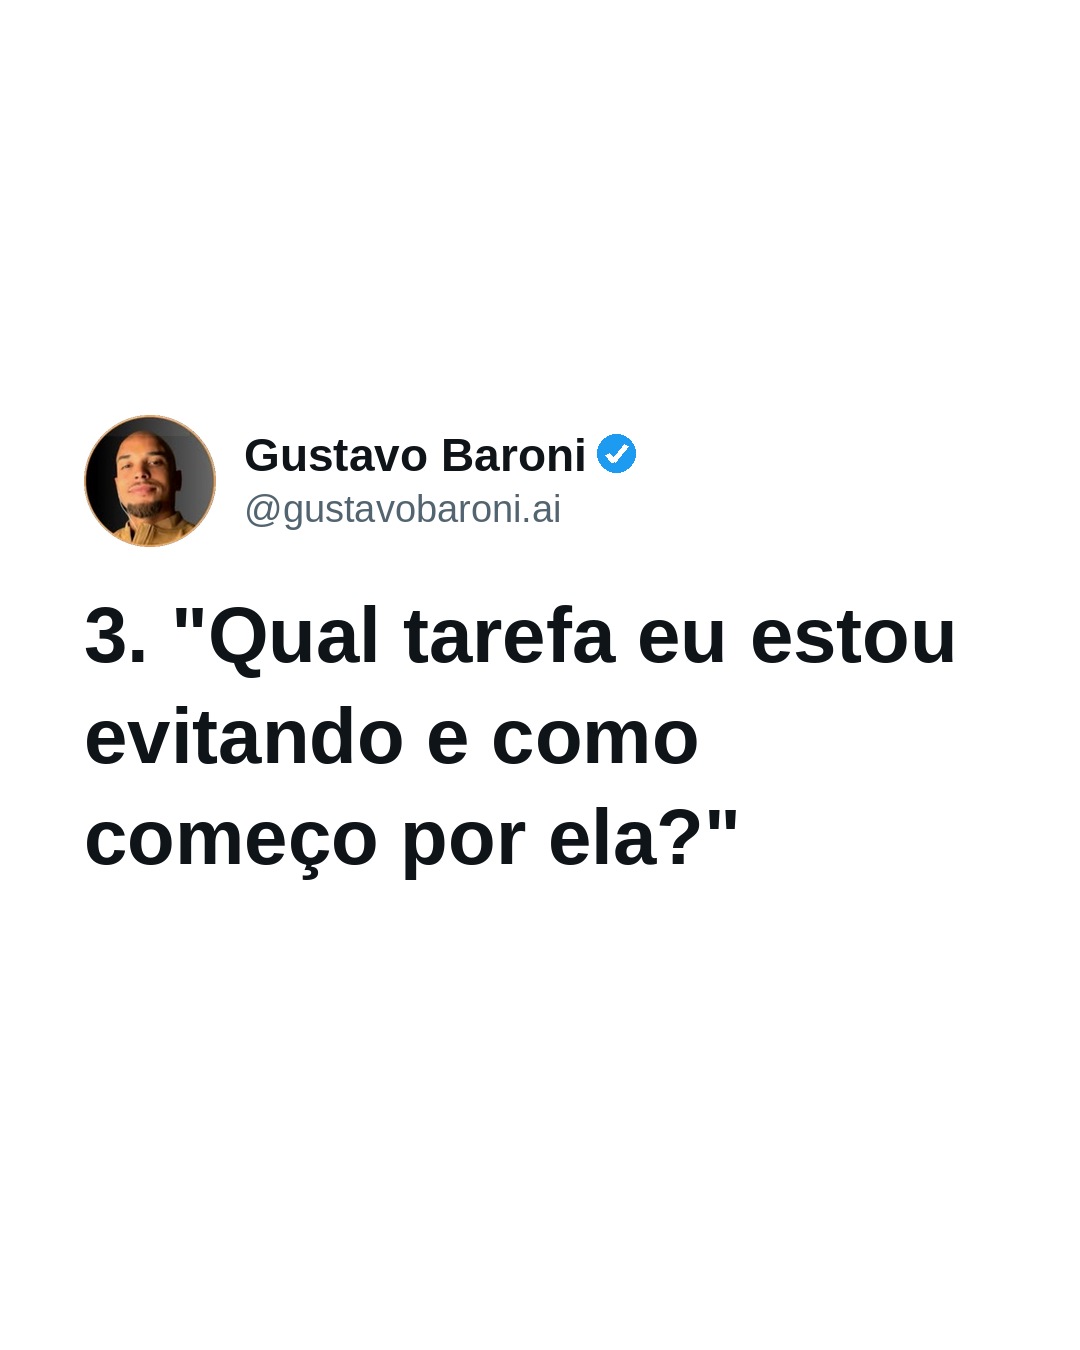 Gustavo Baroni
@gustavobaroni.ai
3. "Qual tarefa eu estou
evitando e como
começo por ela?"